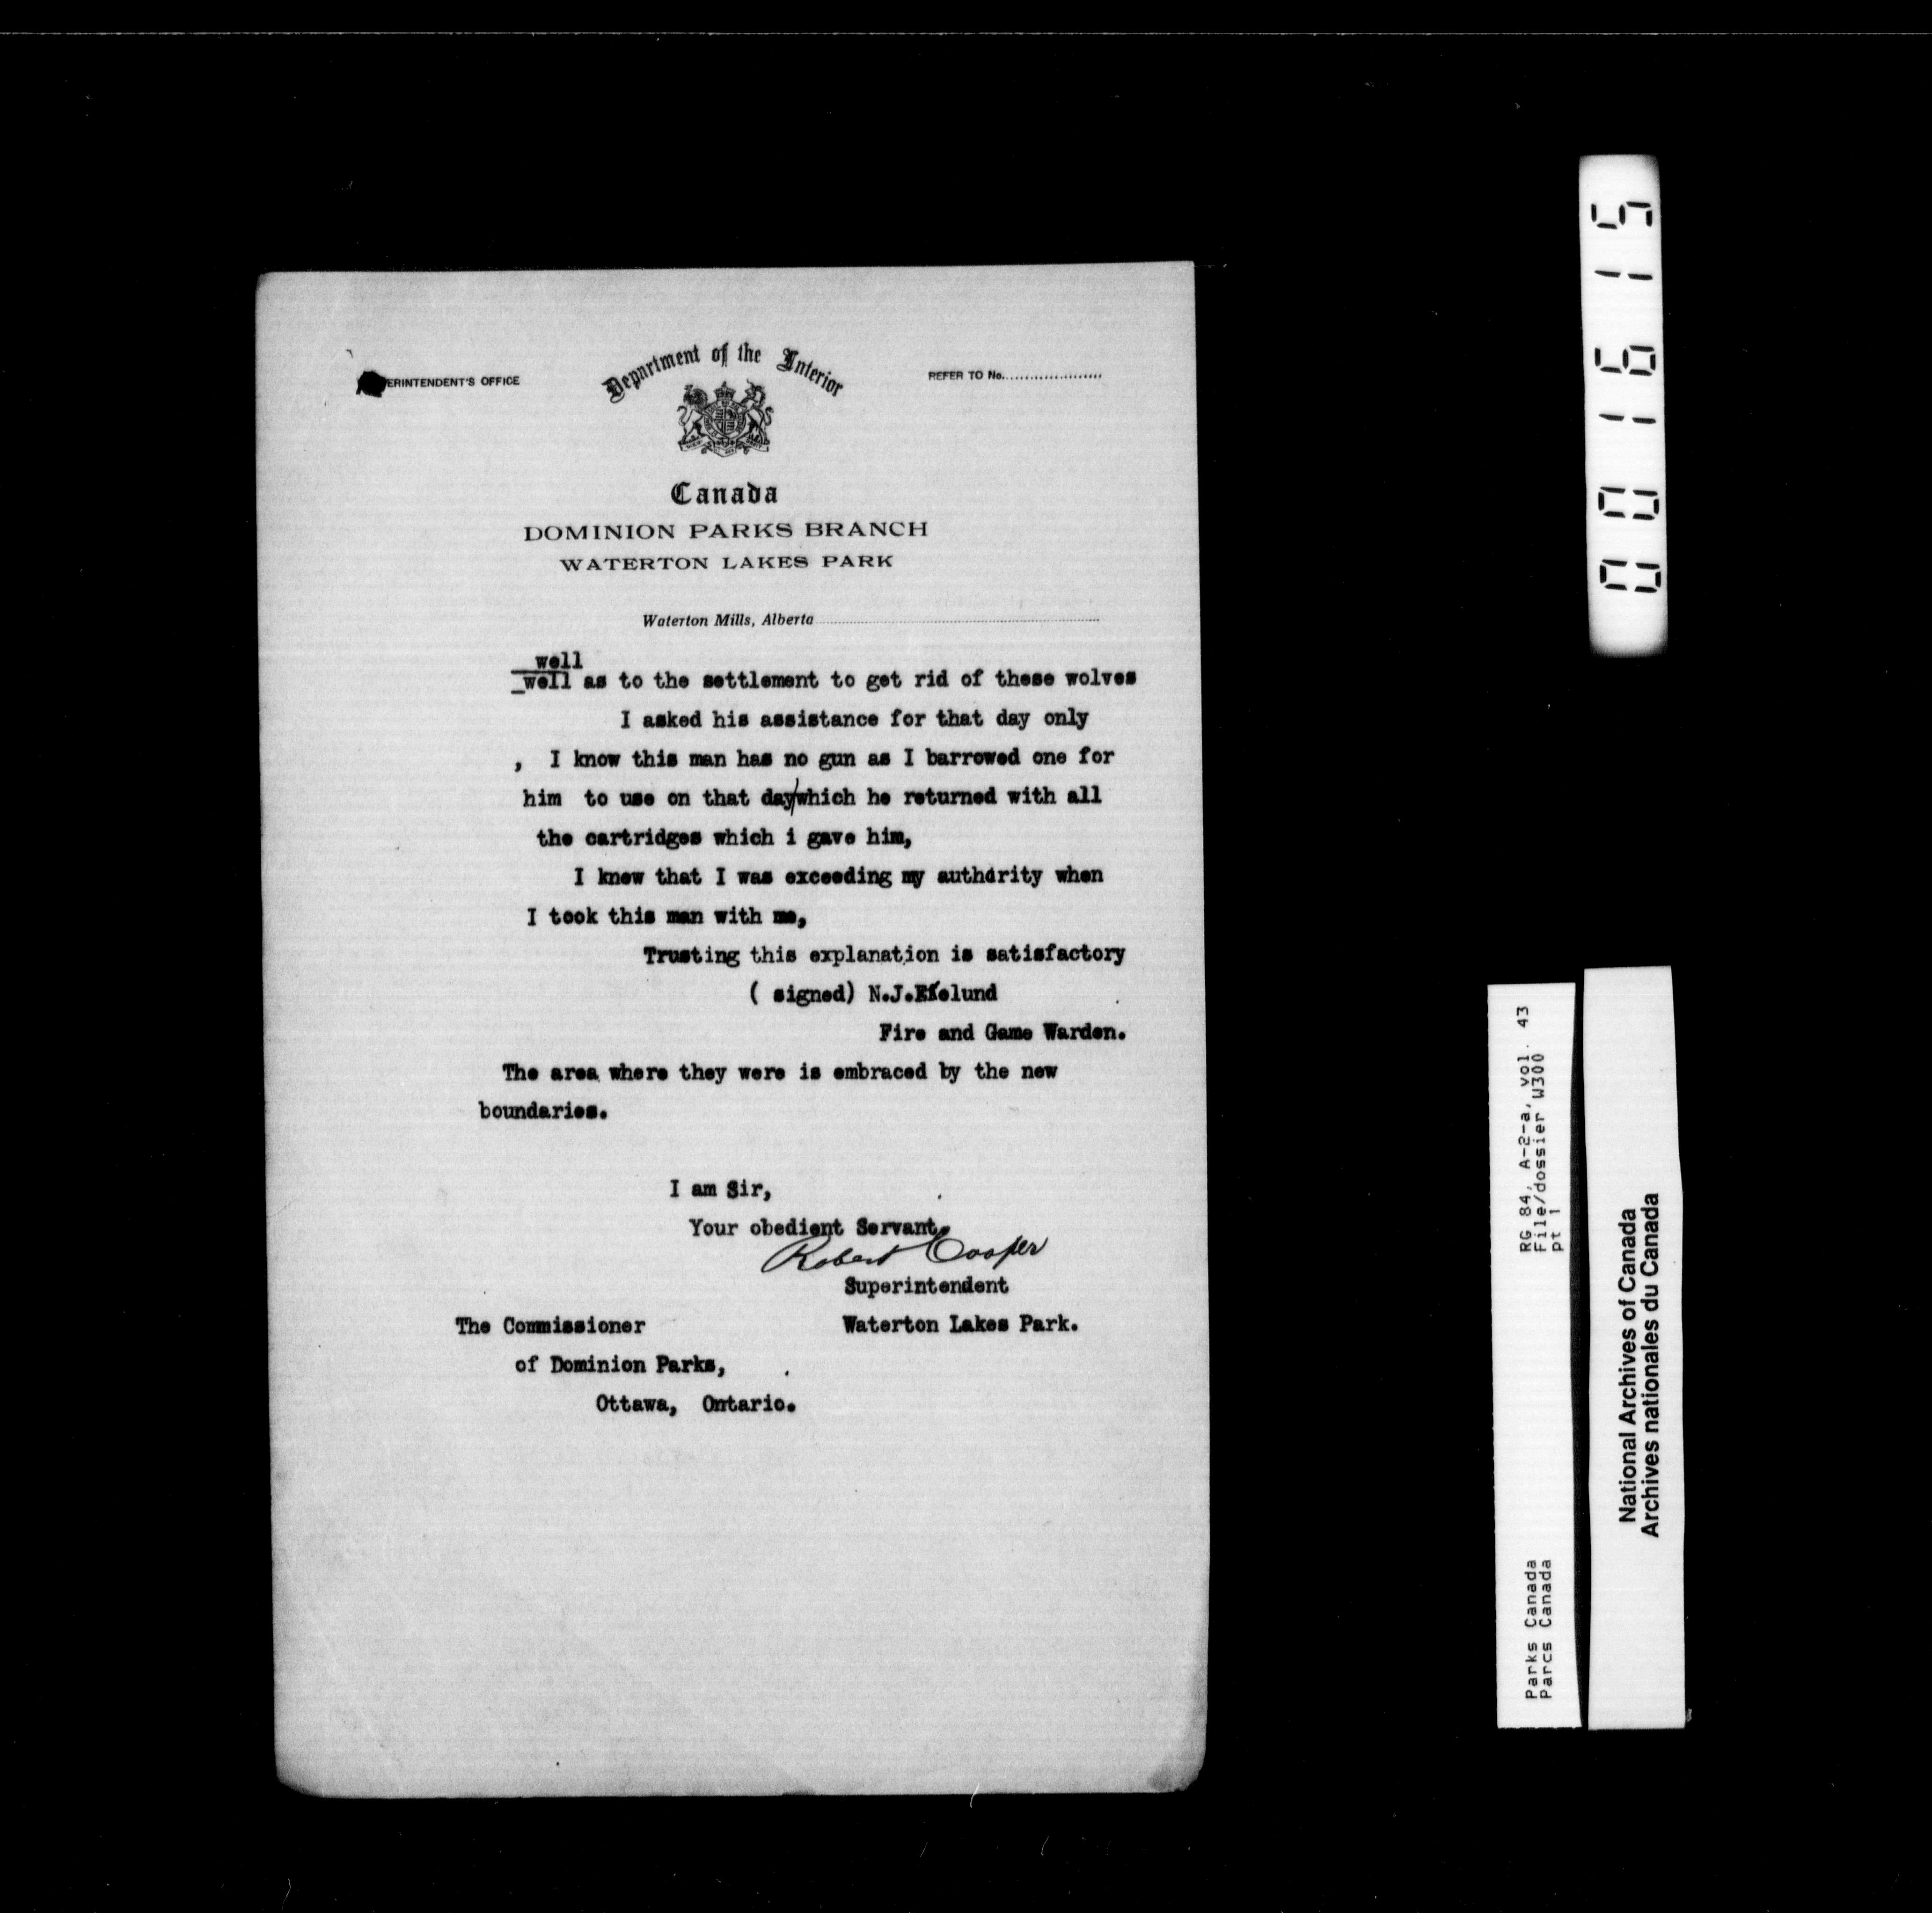 ERINTENDENT'S OFFICE
Department of the Interior
REFER TO No.....................
Canada
DOMINION PARKS BRANCH
WATERTON LAKES PARK
Waterton Mills, Alberta
well
well as to the settlement to get rid of these wolves
I asked his assistance for that day only
, I know this man has no gun as I barrowed one for
him to use on that day/which he returned with all
the cartridges which i gave him,
I knew that I was exceeding my authority when
I took this man with me,
Trusting this explanation is satisfactory
( signed) N.J.Ekelund
Fire and Game Warden.
The area where they were is embraced by the new
boundaries.
I am Sir,
Your obedient Servant,
Robert Cooper
Superintendent
The Commissioner Waterton Lakes Park.
of Dominion Parks,
Ottawa, Ontario.
001615
RG 84, A-2-a, vol. 43
File/dossier W300
pt 1
Parks Canada
Parcs Canada
National Archives of Canada
Archives nationales du Canada